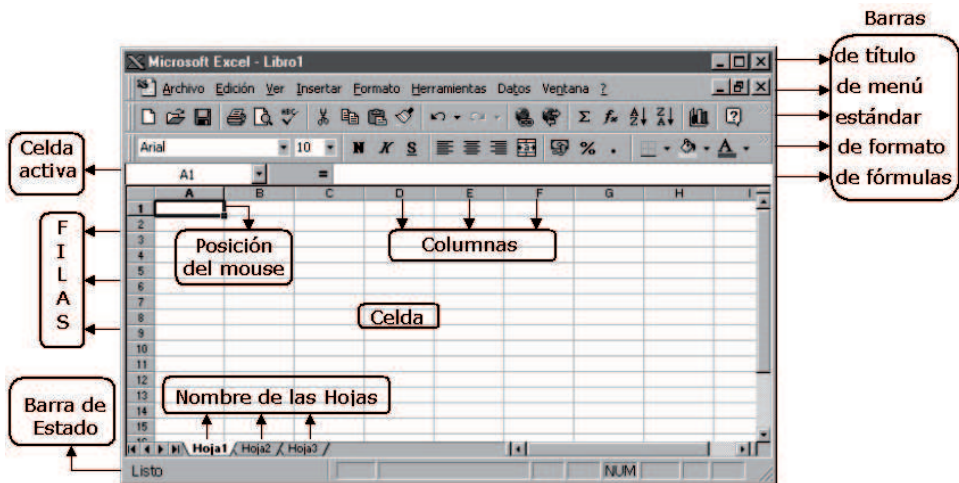 Barras
Microsoft Excel - Libro1
de título
Archivo Edición Ver Insertar Formato Herramientas Datos Ventana ?
de menú
estándar
Arial 10 N K S
de formato
Celda
activa
A1 =
de fórmulas
A B C D E F G H I
1
2
3
4
5
6
7
8
9
10
11
12
13
14
15
16
F
I
L
A
S
Posición
del mouse
Columnas
Celda
Nombre de las Hojas
Barra de
Estado
Hoja1 Hoja2 Hoja3
Listo NUM